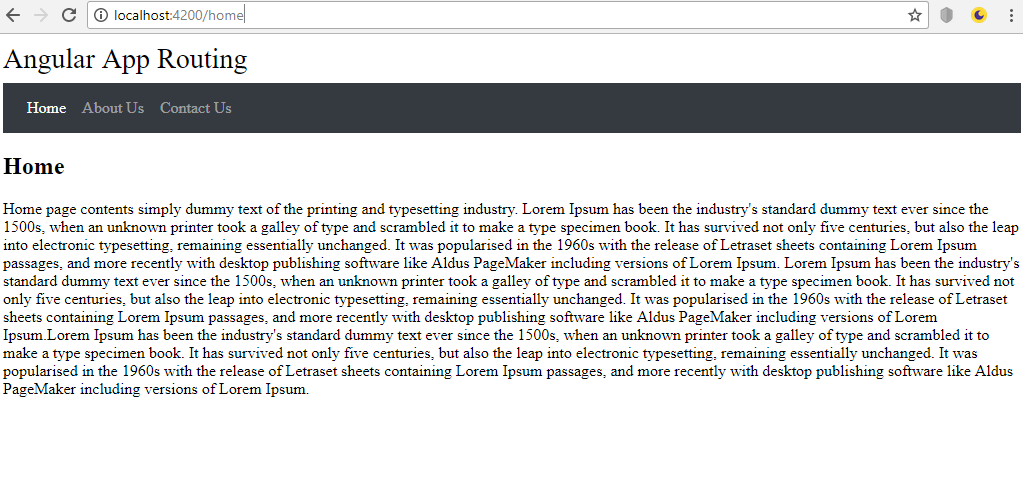 localhost:4200/home
Angular App Routing
Home About Us Contact Us
Home
Home page contents simply dummy text of the printing and typesetting industry. Lorem Ipsum has been the industry's standard dummy text ever since the
1500s, when an unknown printer took a galley of type and scrambled it to make a type specimen book. It has survived not only five centuries, but also the leap
into electronic typesetting, remaining essentially unchanged. It was popularised in the 1960s with the release of Letraset sheets containing Lorem Ipsum
passages, and more recently with desktop publishing software like Aldus PageMaker including versions of Lorem Ipsum. Lorem Ipsum has been the industry's
standard dummy text ever since the 1500s, when an unknown printer took a galley of type and scrambled it to make a type specimen book. It has survived not
only five centuries, but also the leap into electronic typesetting, remaining essentially unchanged. It was popularised in the 1960s with the release of Letraset
sheets containing Lorem Ipsum passages, and more recently with desktop publishing software like Aldus PageMaker including versions of Lorem
Ipsum.Lorem Ipsum has been the industry's standard dummy text ever since the 1500s, when an unknown printer took a galley of type and scrambled it to
make a type specimen book. It has survived not only five centuries, but also the leap into electronic typesetting, remaining essentially unchanged. It was
popularised in the 1960s with the release of Letraset sheets containing Lorem Ipsum passages, and more recently with desktop publishing software like Aldus
PageMaker including versions of Lorem Ipsum.